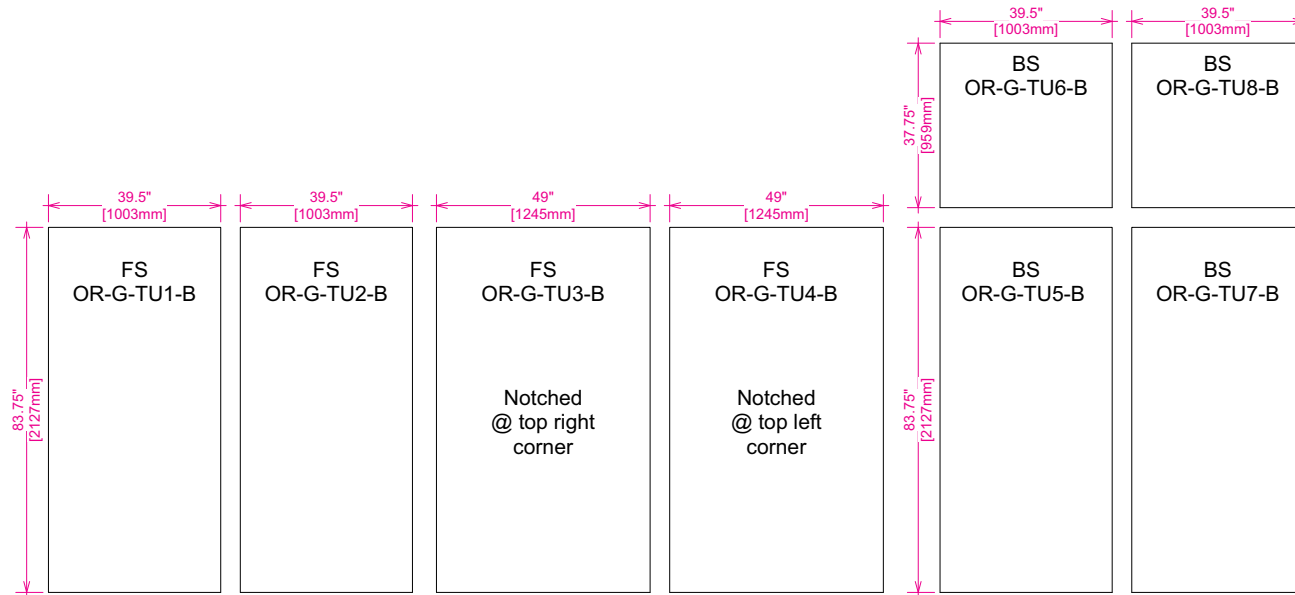 39.5"
[1003mm]
39.5"
[1003mm]
37.75"
[959mm]
BS
OR-G-TU6-B
BS
OR-G-TU8-B
39.5"
[1003mm]
39.5"
[1003mm]
49"
[1245mm]
49"
[1245mm]
83.75"
[2127mm]
FS
OR-G-TU1-B
FS
OR-G-TU2-B
FS
OR-G-TU3-B
Notched
@ top right
corner
FS
OR-G-TU4-B
Notched
@ top left
corner
83.75"
[2127mm]
BS
OR-G-TU5-B
BS
OR-G-TU7-B